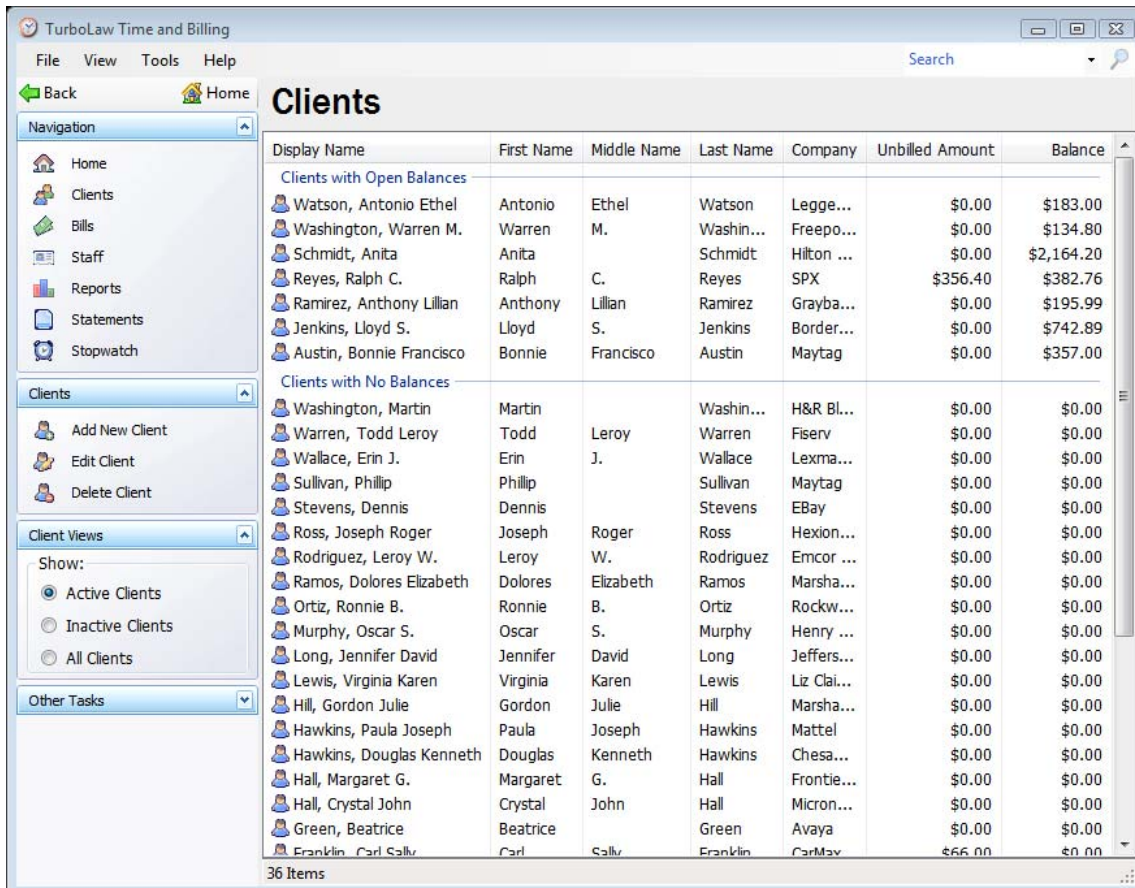 TurboLaw Time and Billing
File View Tools Help Search
Back Home
Navigation
Home
Clients
Bills
Staff
Reports
Statements
Stopwatch
Clients
Add New Client
Edit Client
Delete Client
Client Views
Show:
Active Clients
Inactive Clients
All Clients
Other Tasks
Clients
Display Name First Name Middle Name Last Name Company Unbilled Amount Balance
Clients with Open Balances
Watson, Antonio Ethel Antonio Ethel Watson Legge... $0.00 $183.00
Washington, Warren M. Warren M. Washin... Freepo... $0.00 $134.80
Schmidt, Anita Anita Schmidt Hilton ... $0.00 $2,164.20
Reyes, Ralph C. Ralph C. Reyes SPX $356.40 $382.76
Ramirez, Anthony Lillian Anthony Lillian Ramirez Grayba... $0.00 $195.99
Jenkins, Lloyd S. Lloyd S. Jenkins Border... $0.00 $742.89
Austin, Bonnie Francisco Bonnie Francisco Austin Maytag $0.00 $357.00
Clients with No Balances
Washington, Martin Martin Washin... H&R Bl... $0.00 $0.00
Warren, Todd Leroy Todd Leroy Warren Fiserv $0.00 $0.00
Wallace, Erin J. Erin J. Wallace Lexma... $0.00 $0.00
Sullivan, Phillip Phillip Sullivan Maytag $0.00 $0.00
Stevens, Dennis Dennis Stevens EBay $0.00 $0.00
Ross, Joseph Roger Joseph Roger Ross Hexion... $0.00 $0.00
Rodriguez, Leroy W. Leroy W. Rodriguez Emcor ... $0.00 $0.00
Ramos, Dolores Elizabeth Dolores Elizabeth Ramos Marsha... $0.00 $0.00
Ortiz, Ronnie B. Ronnie B. Ortiz Rockw... $0.00 $0.00
Murphy, Oscar S. Oscar S. Murphy Henry ... $0.00 $0.00
Long, Jennifer David Jennifer David Long Jeffers... $0.00 $0.00
Lewis, Virginia Karen Virginia Karen Lewis Liz Clai... $0.00 $0.00
Hill, Gordon Julie Gordon Julie Hill Marsha... $0.00 $0.00
Hawkins, Paula Joseph Paula Joseph Hawkins Mattel $0.00 $0.00
Hawkins, Douglas Kenneth Douglas Kenneth Hawkins Chesa... $0.00 $0.00
Hall, Margaret G. Margaret G. Hall Frontie... $0.00 $0.00
Hall, Crystal John Crystal John Hall Micron... $0.00 $0.00
Green, Beatrice Beatrice Green Avaya $0.00 $0.00
Franklin, Carl Sally Carl Sally Franklin CarMax $66.00 $0.00
36 Items